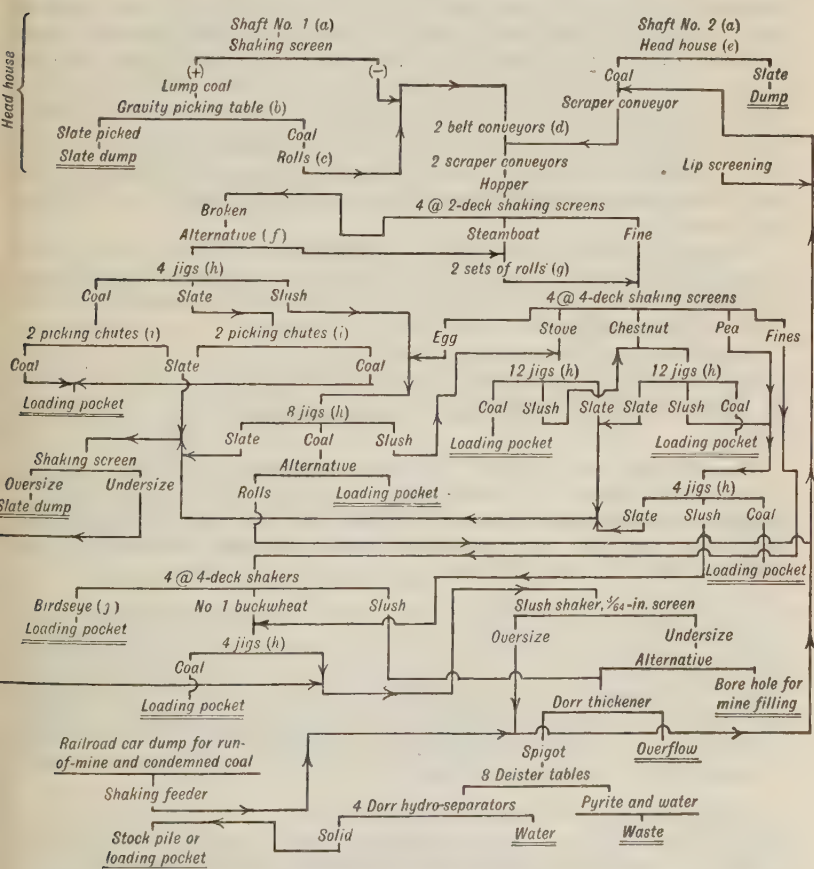 Head house
Shaft No. 1 (a)
Shaking screen
(+)
(-)
Lump coal
Gravity picking table (b)
Slate picked
Coal
Slate dump
Rolls (c)
Shaft No. 2 (a)
Head house (e)
Coal
Slate
Scraper conveyor
Dump
2 belt conveyors (d)
2 scraper conveyors
Lip screening
Hopper
4 @ 2-deck shaking screens
Broken
Steamboat
Fine
Alternative (f)
2 sets of rolls (g)
4 jigs (h)
Coal
Slate
Slush
4 @ 4-deck shaking screens
Egg
Stove
Chestnut
Pea
Fines
2 picking chutes (i)
2 picking chutes (i)
Coal
Slate
Coal
Loading pocket
12 jigs (h)
12 jigs (h)
Coal
Slush
Slate
Slate
Slush
Coal
Loading pocket
Loading pocket
8 jigs (h)
Slate
Coal
Slush
Alternative
Rolls
Loading pocket
Shaking screen
Oversize
Undersize
Slate dump
4 jigs (h)
Slate
Slush
Coal
Loading pocket
4 @ 4-deck shakers
Birdseye (j)
No 1 buckwheat
Slush
Loading pocket
4 jigs (h)
Coal
Loading pocket
Slush shaker, 3/64-in. screen
Oversize
Undersize
Alternative
Dorr thickener
Bore hole for
mine filling
Spigot
Overflow
Railroad car dump for run-
of-mine and condemned coal
Shaking feeder
8 Deister tables
4 Dorr hydro-separators
Pyrite and water
Stock pile or
loading pocket
Solid
Water
Waste